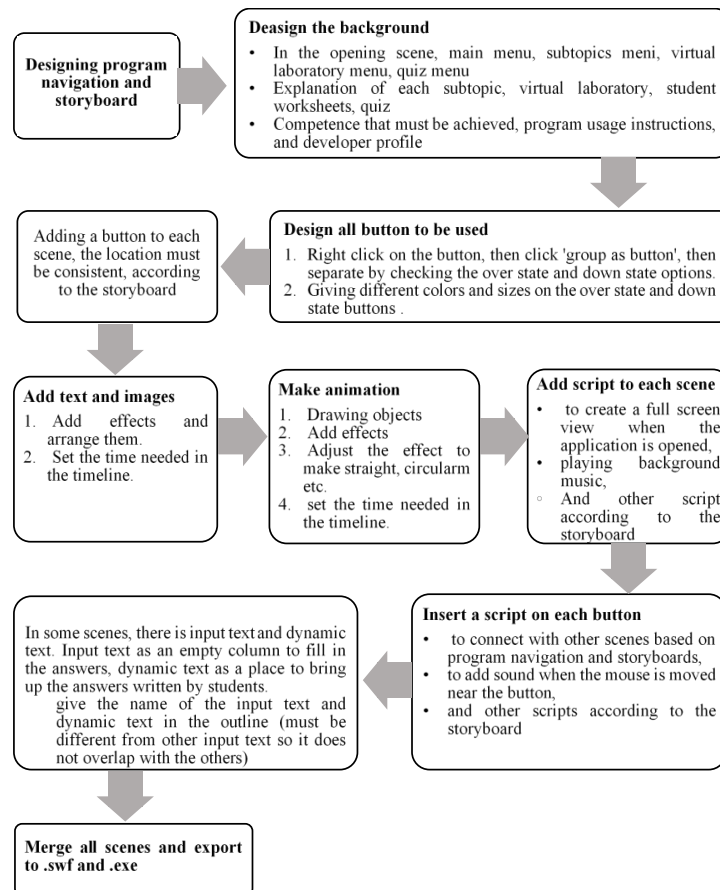 Designing program
navigation and
storyboard
Deasign the background
• In the opening scene, main menu, subtopics meni, virtual
laboratory menu, quiz menu
• Explanation of each subtopic, virtual laboratory, student
worksheets, quiz
• Competence that must be achieved, program usage instructions,
and developer profile
Design all button to be used
1. Right click on the button, then click 'group as button', then
separate by checking the over state and down state options.
2. Giving different colors and sizes on the over state and down
state buttons .
Adding a button to each
scene, the location must
be consistent, according
to the storyboard
Add text and images
1. Add effects and
arrange them.
2. Set the time needed in
the timeline.
Make animation
1. Drawing objects
2. Add effects
3. Adjust the effect to
make straight, circularm
etc.
4. set the time needed in
the timeline.
Add script to each scene
• to create a full screen
view when the
application is opened,
• playing background
music,
○ And other script
according to the
storyboard
Insert a script on each button
• to connect with other scenes based on
program navigation and storyboards,
• to add sound when the mouse is moved
near the button,
• and other scripts according to the
storyboard
In some scenes, there is input text and dynamic
text. Input text as an empty column to fill in
the answers, dynamic text as a place to bring
up the answers written by students.
give the name of the input text and
dynamic text in the outline (must be
different from other input text so it does
not overlap with the others)
Merge all scenes and export
to .swf and .exe